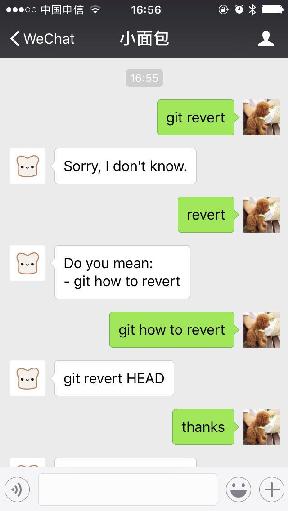 中国中信
16:56
WeChat
小面包
16:55
git revert
Sorry, I don't know.
revert
Do you mean:
- git how to revert
git how to revert
git revert HEAD
thanks